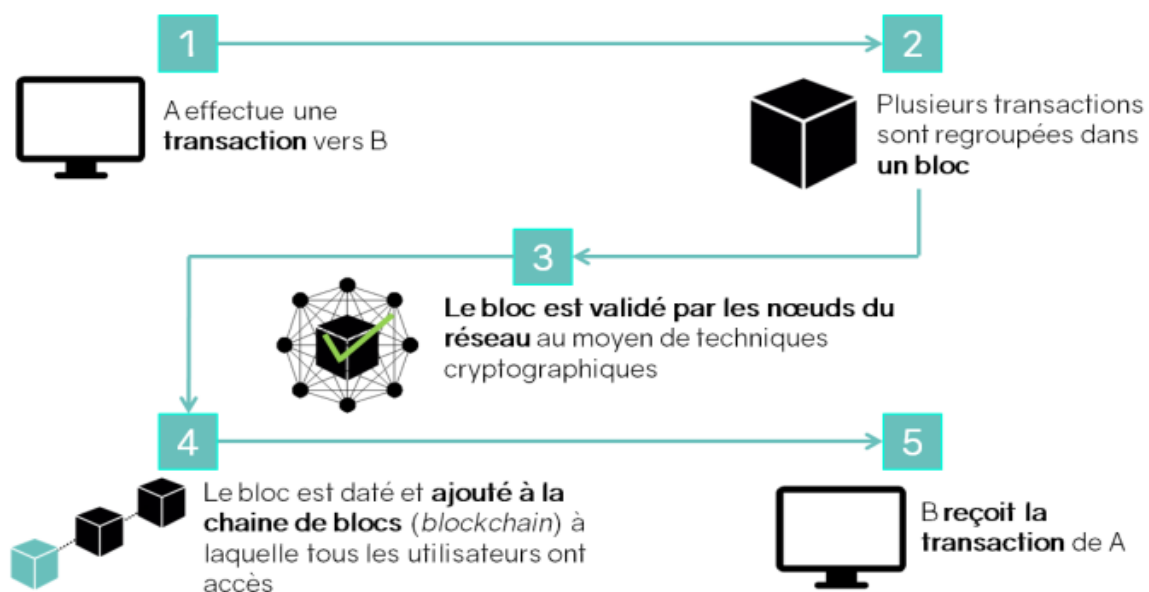 1
2
A effectue une
transaction vers B
Plusieurs transactions
sont regroupées dans
un bloc
3
Le bloc est validé par les nœuds du
réseau au moyen de techniques
cryptographiques
4
5
Le bloc est daté et ajouté à la
chaine de blocs (blockchain) à
laquelle tous les utilisateurs ont
accès
B reçoit la
transaction de A